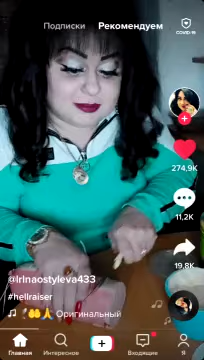 Подписки Рекомендуем
COVID-19
274,9K
11,2K
19,8K
@Irinaostyleva433
#hellraiser
Оригинальный
Главная Интересное Входящие Я